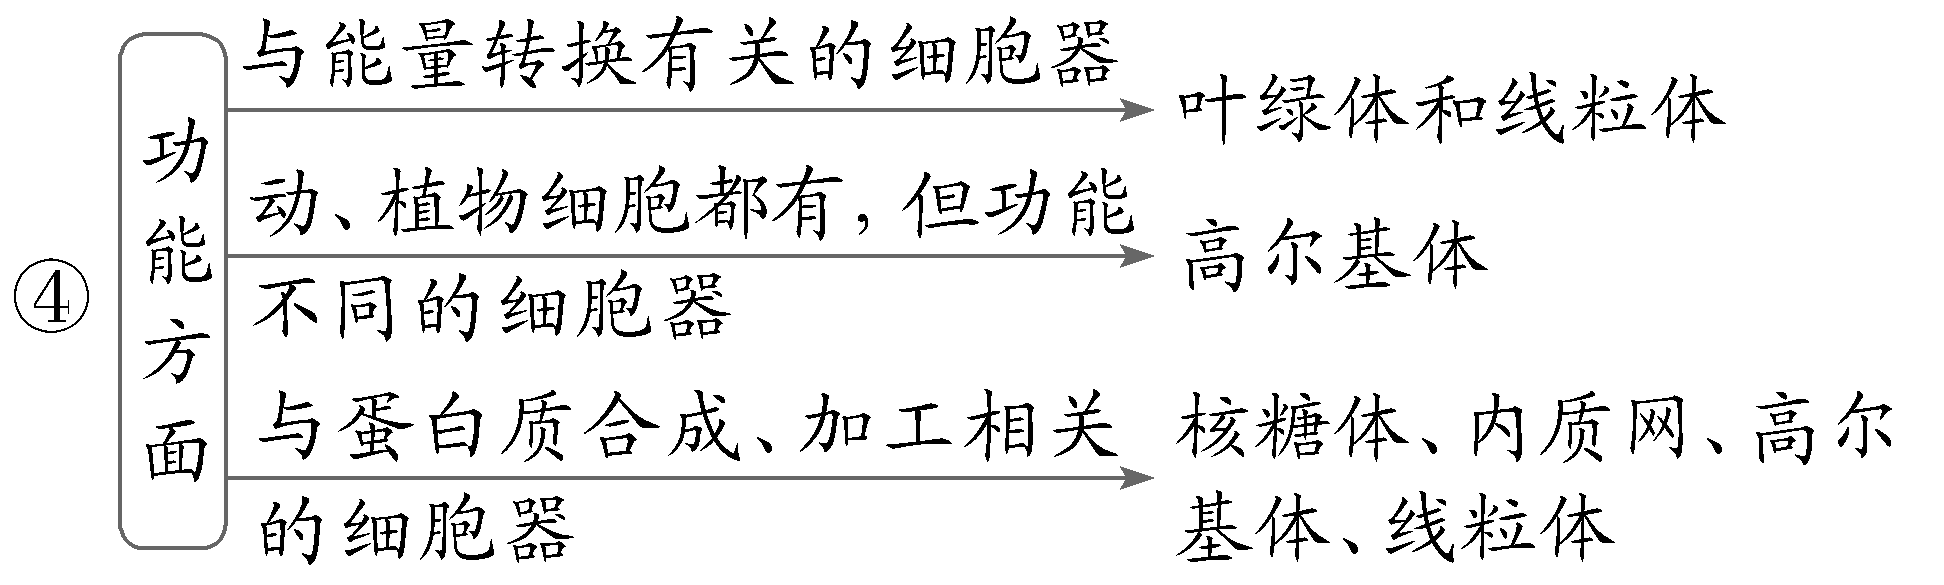 ④
功能方面
与能量转换有关的细胞器
叶绿体和线粒体
动、植物细胞都有,但功能
不同的细胞器
高尔基体
与蛋白质合成、加工相关
的细胞器
核糖体、内质网、高尔
基体、线粒体